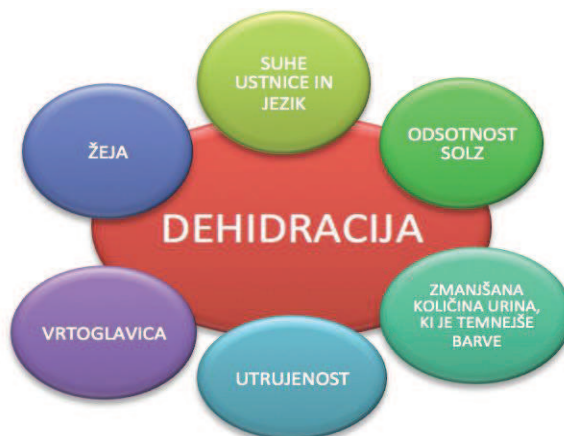 SUHE
USTNICE IN
JEZIK
ODSOTNOST
SOLZ
ZMANJŠANA
KOLIČINA URINA,
KI JE TEMNEJŠE
BARVE
UTRUJENOST
VRTOGLAVICA
ŽEJA
DEHIDRACIJA